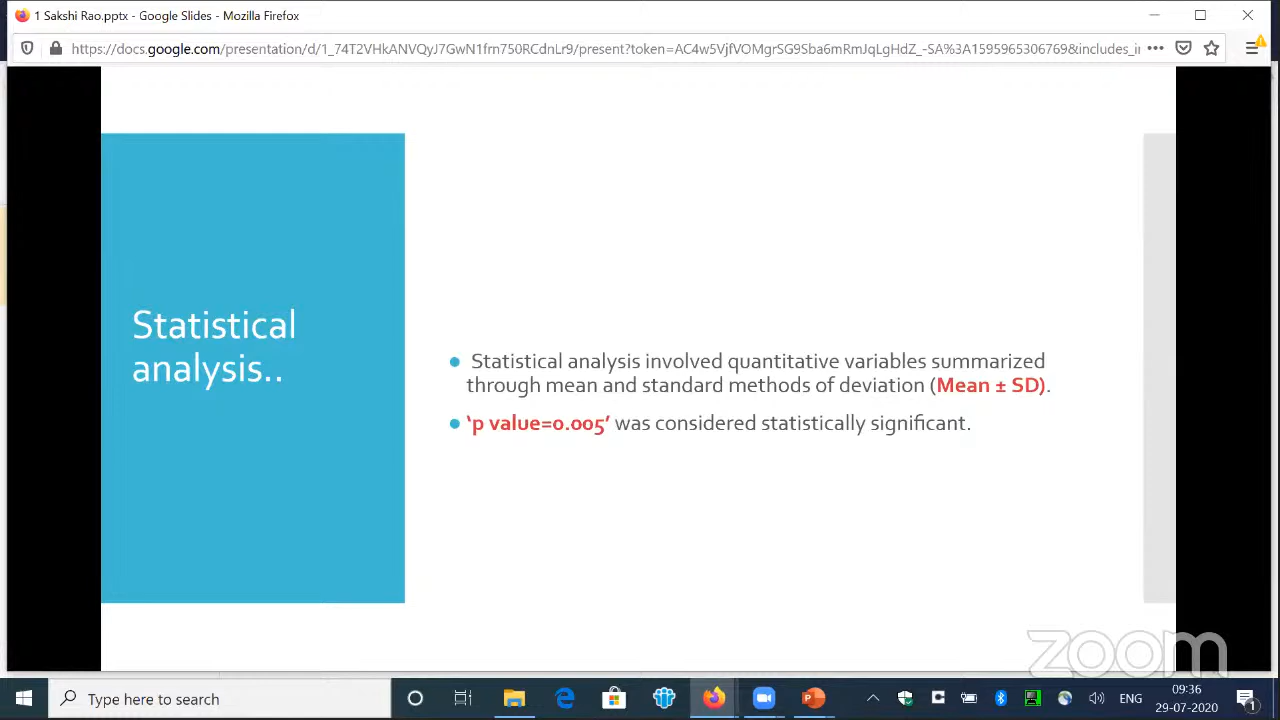 1 Sakshi Rao.pptx - Google Slides - Mozilla Firefox
https://docs.google.com/presentation/d/1_74T2VHkANVQyJ7GwN1frn750RCdnLr9/present?token=AC4w5VjfVOMgrSG9Sba6mRmJqLgHdZ_-SA%3A1595965306769&includes_in
Statistical
analysis..
Statistical analysis involved quantitative variables summarized
through mean and standard methods of deviation (Mean ± SD).
‘p value=0.005’ was considered statistically significant.
zoom
Type here to search
ENG
09:36
29-07-2020
1